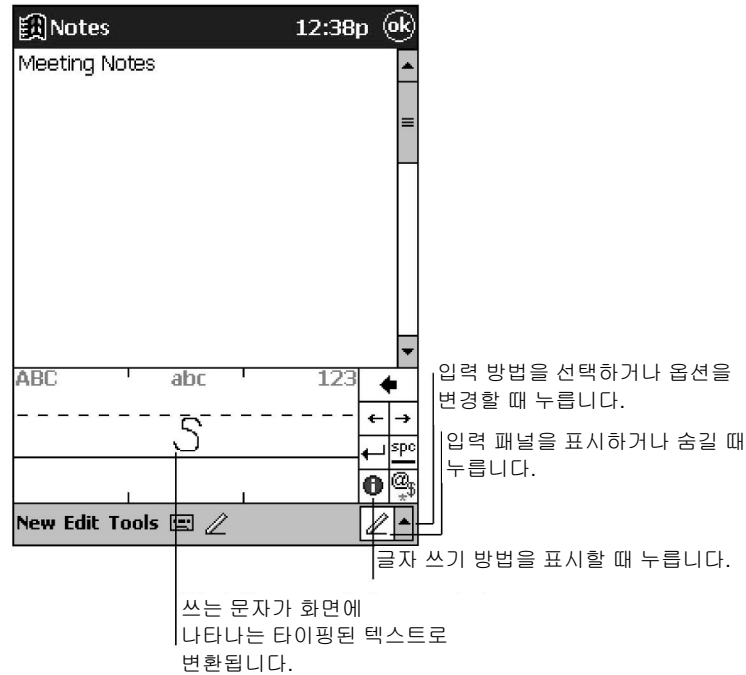 Notes 12:38p ok
Meeting Notes
ABC abc 123
S
spc
@$*
New Edit Tools
입력 방법을 선택하거나 옵션을
변경할 때 누릅니다.
입력 패널을 표시하거나 숨길 때
누릅니다.
글자 쓰기 방법을 표시할 때 누릅니다.
쓰는 문자가 화면에
나타나는 타이핑된 텍스트로
변환됩니다.